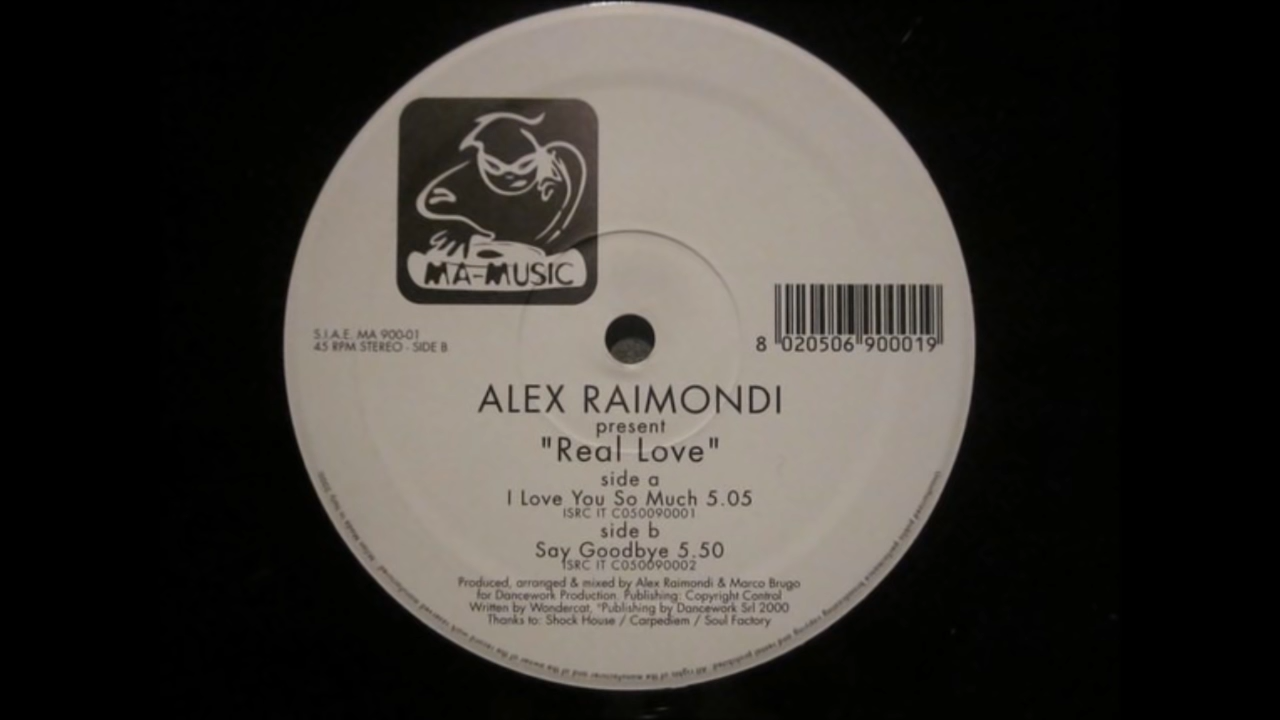 MA-MUSIC
S.I.A.E. MA 900-01
45 RPM STEREO - SIDE B
8 020506 900019
ALEX RAIMONDI
present
"Real Love"
side a
I Love You So Much 5.05
ISRC IT C050090001
side b
Say Goodbye 5.50
ISRC IT C050090002
Produced, arranged & mixed by Alex Raimondi & Marco Brugo
for Dancework Production. Publishing: Copyright Control
Written by Wondercat, °Publishing by Dancework Srl 2000
Thanks to: Shock House / Carpediem / Soul Factory